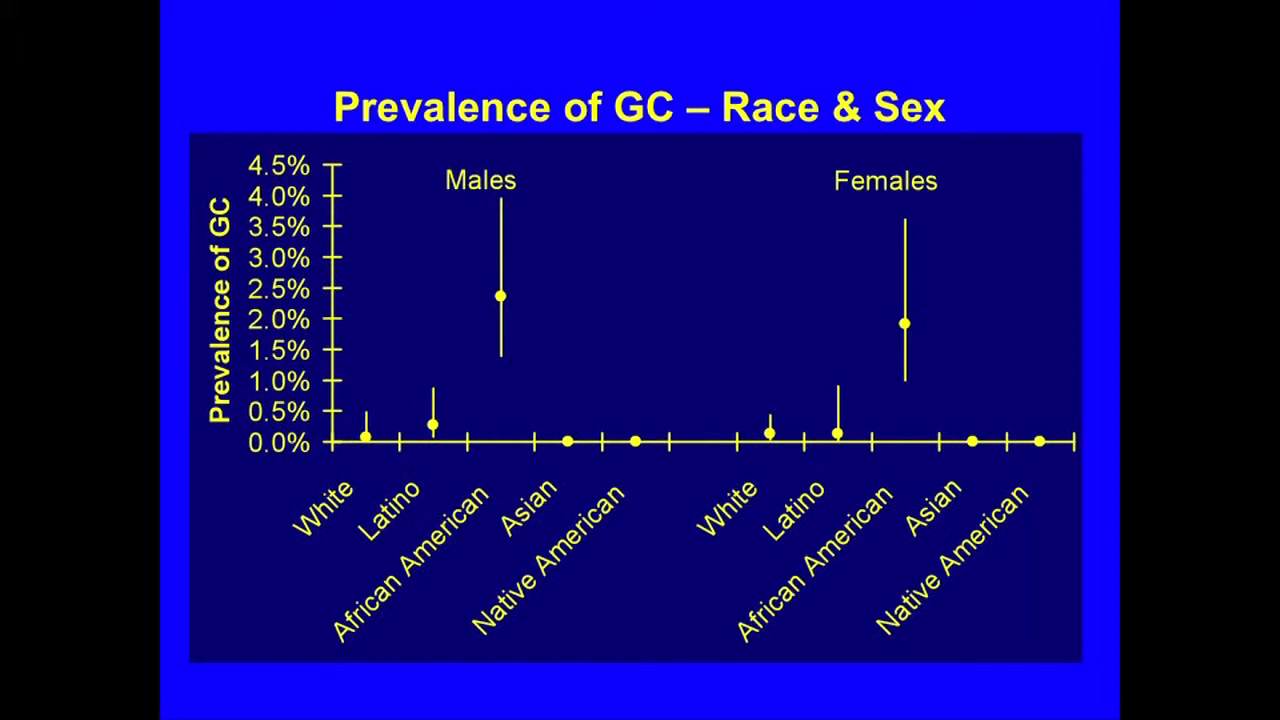 Prevalence of GC – Race & Sex
Prevalence of GC
4.5%
4.0%
3.5%
3.0%
2.5%
2.0%
1.5%
1.0%
0.5%
0.0%
Males
Females
White
Latino
African American
Asian
Native American
White
Latino
African American
Asian
Native American